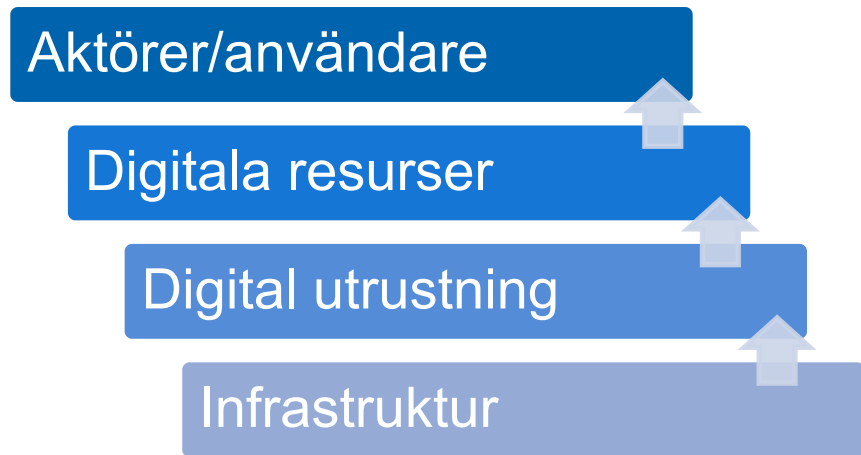 Aktörer/användare
Digitala resurser
Digital utrustning
Infrastruktur